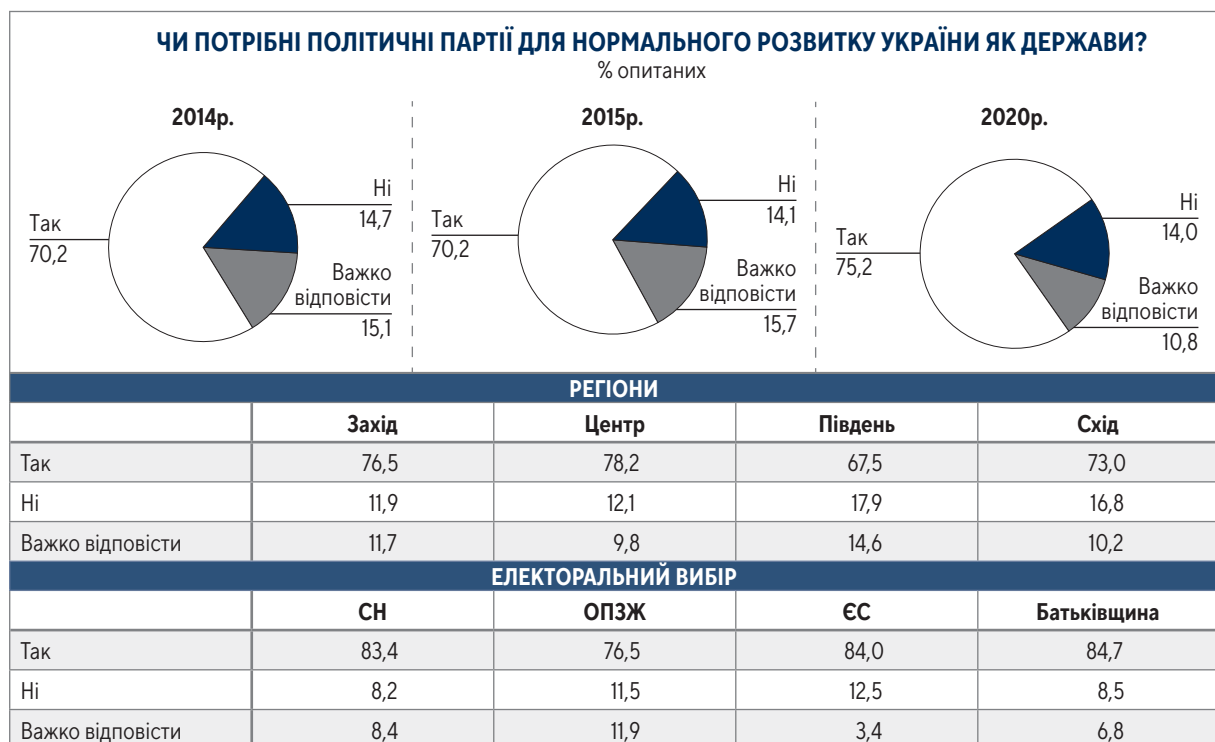 ЧИ ПОТРІБНІ ПОЛІТИЧНІ ПАРТІЇ ДЛЯ НОРМАЛЬНОГО РОЗВИТКУ УКРАЇНИ ЯК ДЕРЖАВИ?
% опитаних
2014р.
Так
70,2
Ні
14,7
Важко
відповісти
15,1
2015р.
Так
70,2
Ні
14,1
Важко
відповісти
15,7
2020р.
Так
75,2
Ні
14,0
Важко
відповісти
10,8
РЕГІОНИ
Захід Центр Південь Схід
Так 76,5 78,2 67,5 73,0
Ні 11,9 12,1 17,9 16,8
Важко відповісти 11,7 9,8 14,6 10,2
ЕЛЕКТОРАЛЬНИЙ ВИБІР
СН ОПЗЖ ЄС Батьківщина
Так 83,4 76,5 84,0 84,7
Ні 8,2 11,5 12,5 8,5
Важко відповісти 8,4 11,9 3,4 6,8